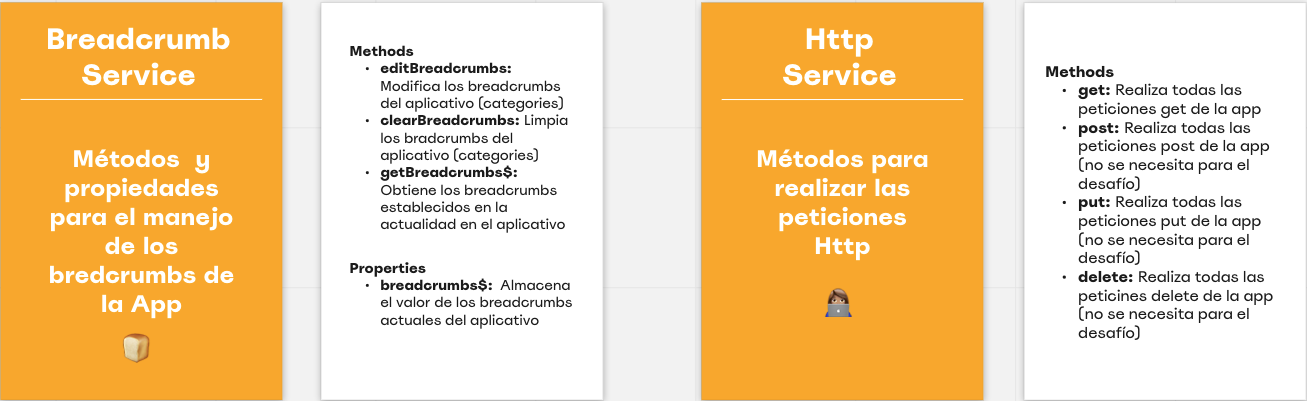 Breadcrumb
Service
Métodos y
propiedades
para el manejo
de los
bredcrumbs de
la App
Methods
• editBreadcrumbs:
Modifica los breadcrumbs
del aplicativo (categories)
• clearBreadcrumbs: Limpia
los bradcrumbs del
aplicativo (categories)
• getBreadcrumbs$:
Obtiene los breadcrumbs
establecidos en la
actualidad en el aplicativo
Properties
• breadcrumbs$: Almacena
el valor de los breadcrumbs
actuales del aplicativo
Http
Service
Métodos para
realizar las
peticiones
Http
Methods
• get: Realiza todas las
peticiones get de la app
• post: Realiza todas las
peticiones post de la app
(no se necesita para el
desafío)
• put: Realiza todas las
peticiones put de la app
(no se necesita para el
desafío)
• delete: Realiza todas las
peticines delete de la app
(no se necesita para el
desafío)